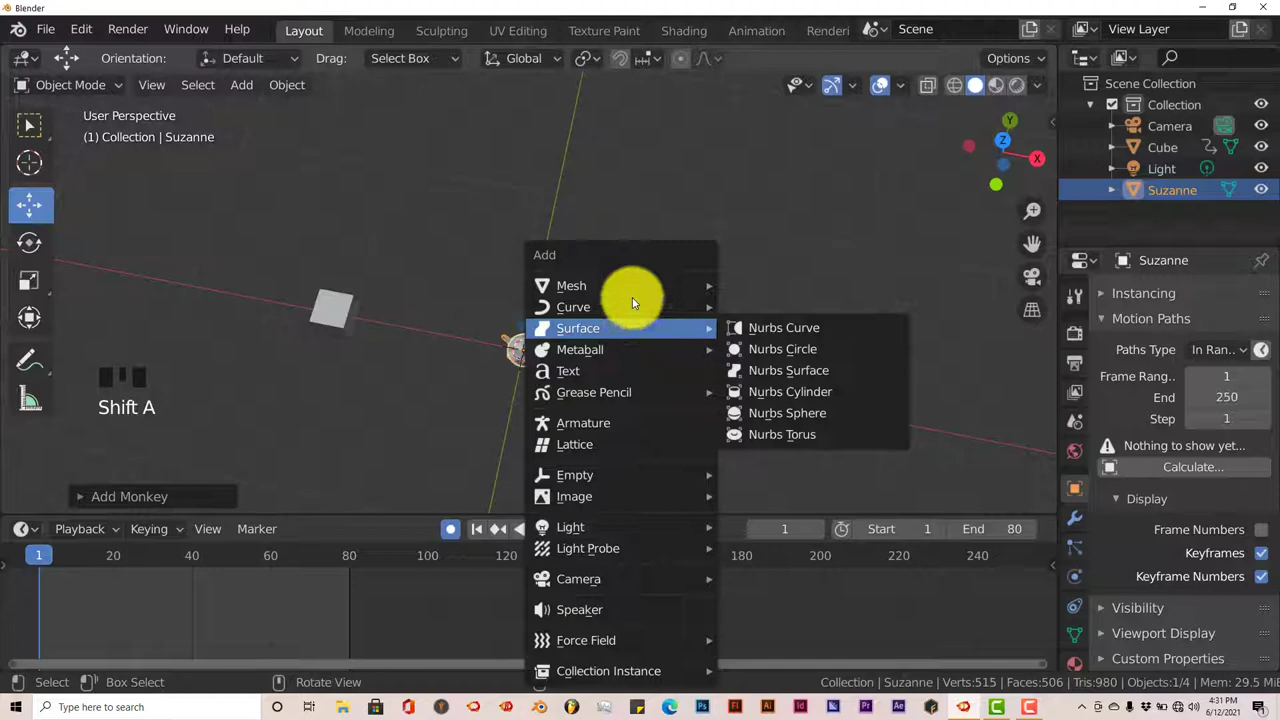 Blender
File Edit Render Window Help Layout Modeling Sculpting UV Editing Texture Paint Shading Animation Renderi Scene View Layer
Orientation: Default Drag: Select Box Global Options
Object Mode View Select Add Object
User Perspective
(1) Collection | Suzanne
Scene Collection
Collection
Camera
Cube
Light
Suzanne
Y
Z
X
Add
Mesh
Curve
Surface
Metaball
Text
Grease Pencil
Armature
Lattice
Empty
Image
Light
Light Probe
Camera
Speaker
Force Field
Collection Instance
Nurbs Curve
Nurbs Circle
Nurbs Surface
Nurbs Cylinder
Nurbs Sphere
Nurbs Torus
Shift A
Add Monkey
Suzanne
Instancing
Motion Paths
Paths Type In Ran..
Frame Rang.. 1
End 250
Step 1
Nothing to show yet...
Calculate...
Display
Frame Numbers
Keyframes
Keyframe Numbers
Visibility
Viewport Display
Custom Properties
Playback Keying View Marker 1 Start 1 End 80
1 20 40 60 80 100 120 180 200 220 240
Select Box Select Rotate View Collection | Suzanne | Verts:515 | Faces:506 | Tris:980 | Objects:1/4 | Mem: 29.5 MiB
Type here to search
4:31 PM
6/12/2021